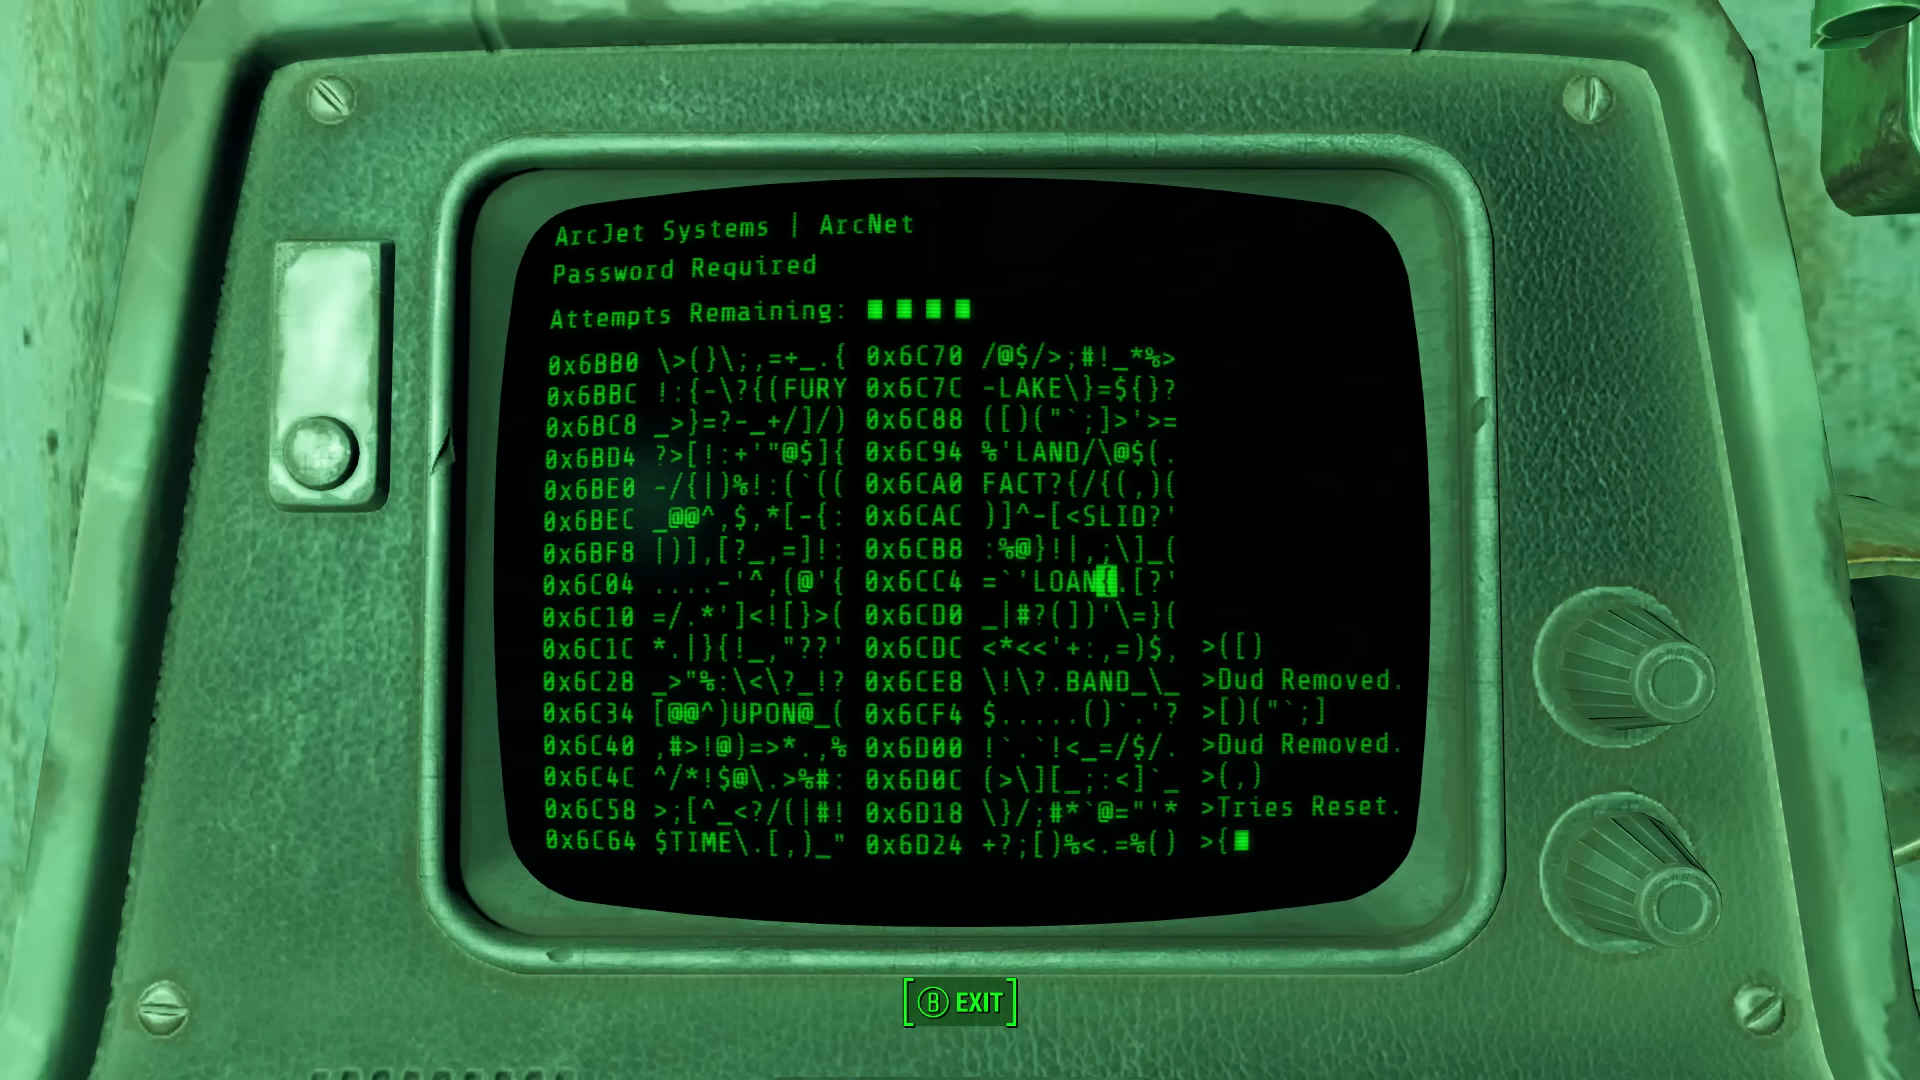 ArcJet Systems | ArcNet
Password Required
Attempts Remaining: ■ ■ ■ ■
0x6BB0 \>(}\;,=+_.{ 0x6C70 /@$/>;#!_*%>
0x6BBC !:{-\?{(FURY 0x6C7C -LAKE\}=${}?
0x6BC8 _>}=?-_+/]/) 0x6C88 ([)("`;]>'>=
0x6BD4 ?>[!:+'"@$]{ 0x6C94 %'LAND/\@$(.
0x6BE0 -/{|)%!:(`(( 0x6CA0 FACT?{/{(,)(
0x6BEC _@@^,$,*[-{: 0x6CAC )]^-[<SLID?'
0x6BF8 |)],[?_,=]!: 0x6CB8 :%@}!|,;\]_(
0x6C04 ....-'^,(@'{ 0x6CC4 =`'LOAN{.[?'
0x6C10 =/.*']<![}>( 0x6CD0 _|#?(])'\=}(
0x6C1C *.|}{!_,"??' 0x6CDC <*<<'+:,=)$, >([)
0x6C28 _>"%:\<\?_!? 0x6CE8 \!\?.BAND_\_ >Dud Removed.
0x6C34 [@@^)UPON@_( 0x6CF4 $.....()`.'? >[)("`;]
0x6C40 ,#>!@)=>*.,% 0x6D00 !`.`!<_=/$/. >Dud Removed.
0x6C4C ^/*!$@\.>%#: 0x6D0C (>\][_;:<]`_ >(,)
0x6C58 >;[^_<?/(|#! 0x6D18 \}/;#*`@="'* >Tries Reset.
0x6C64 $TIME\.[,)_" 0x6D24 +?;[)%<.=%() >{■
[Ⓑ EXIT]